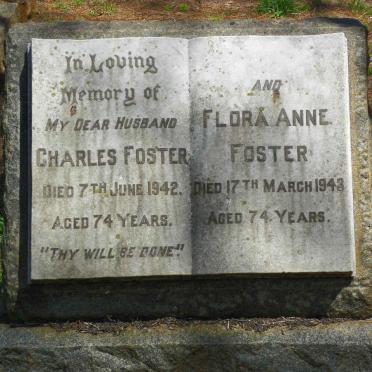 In Loving
Memory of
My Dear Husband
Charles Foster
Died 7th June 1942.
Aged 74 Years.
"Thy will be done."
And
Flora Anne
Foster
Died 17th March 1943
Aged 74 Years.